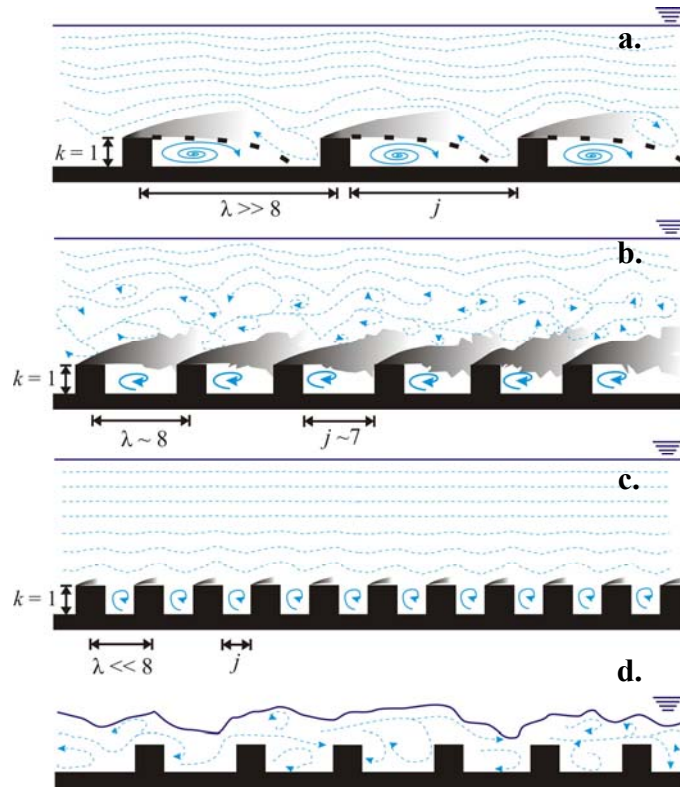 a.
k = 1
λ >> 8
j
b.
k = 1
λ ~ 8
j ~7
c.
k = 1
λ << 8
j
d.